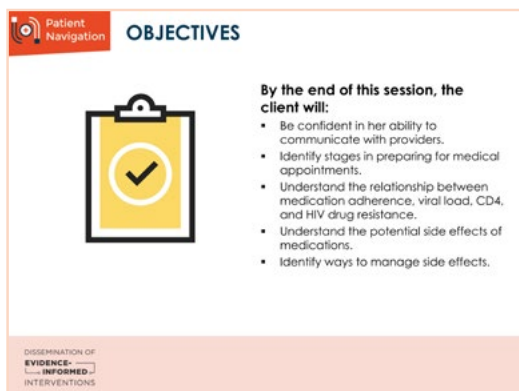 Patient
Navigation
OBJECTIVES
By the end of this session, the
client will:
▪ Be confident in her ability to
communicate with providers.
▪ Identify stages in preparing for medical
appointments.
▪ Understand the relationship between
medication adherence, viral load, CD4,
and HIV drug resistance.
▪ Understand the potential side effects of
medications.
▪ Identify ways to manage side effects.
DISSEMINATION OF
EVIDENCE-
INFORMED
INTERVENTIONS